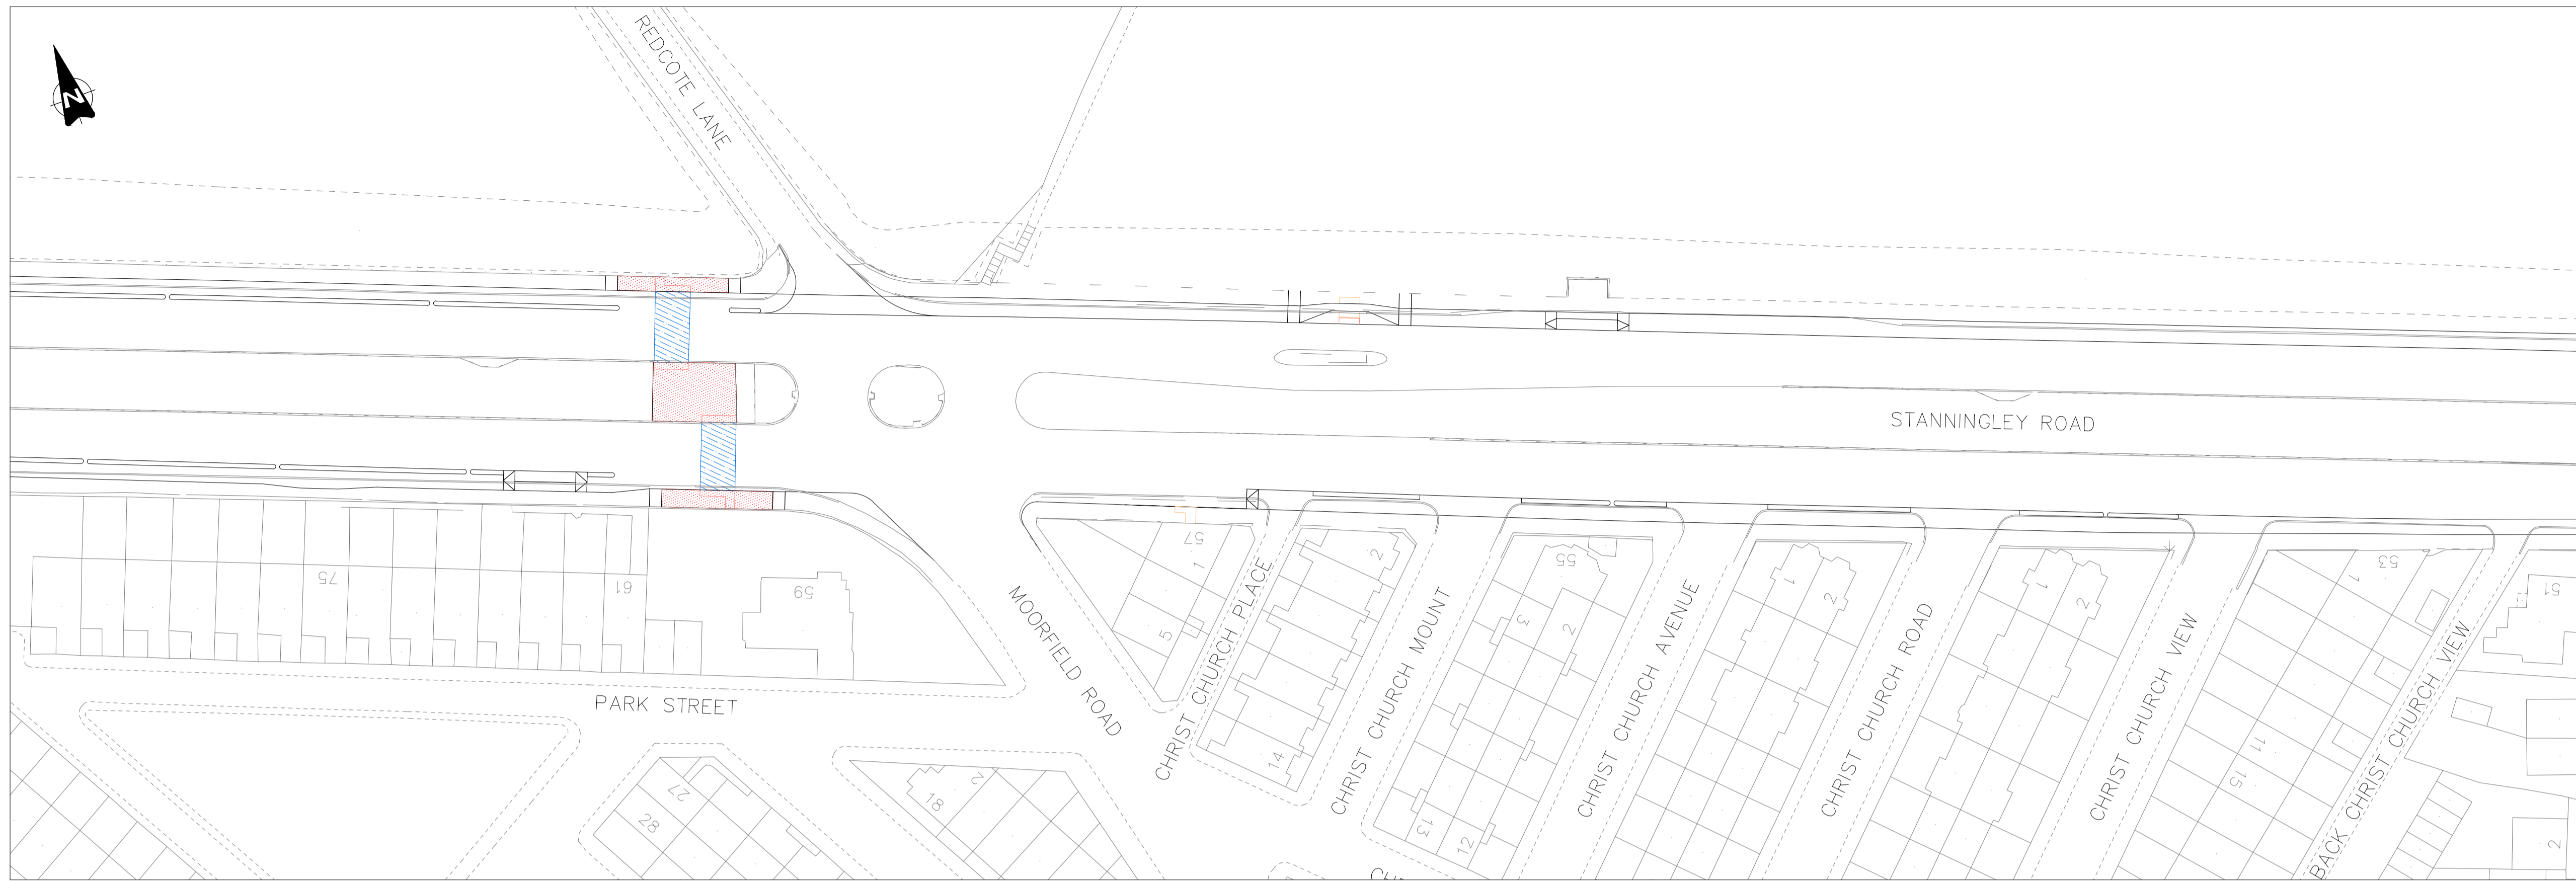 REDCOTE LANE
N
STANNINGLEY ROAD
75
61
59
57
1
5
2
14
55
3
2
13
12
1
2
1
2
53
1
11
15
51
2
MOORFIELD ROAD
CHRIST CHURCH PLACE
CHRIST CHURCH MOUNT
CHRIST CHURCH AVENUE
CHRIST CHURCH ROAD
CHRIST CHURCH VIEW
BACK CHRIST CHURCH VIEW
PARK STREET
27
28
18
2